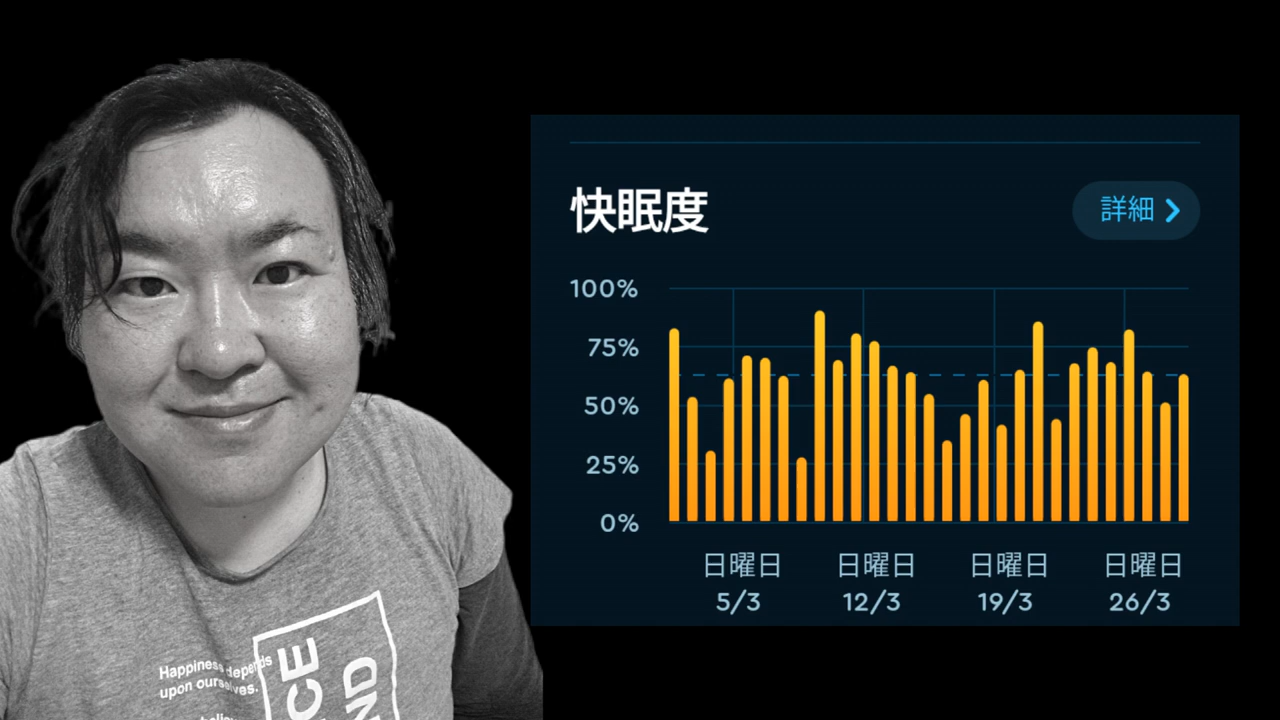 快眠度
詳細
100%
75%
50%
25%
0%
日曜日 日曜日 日曜日 日曜日
5/3 12/3 19/3 26/3
Happiness depends
upon ourselves.